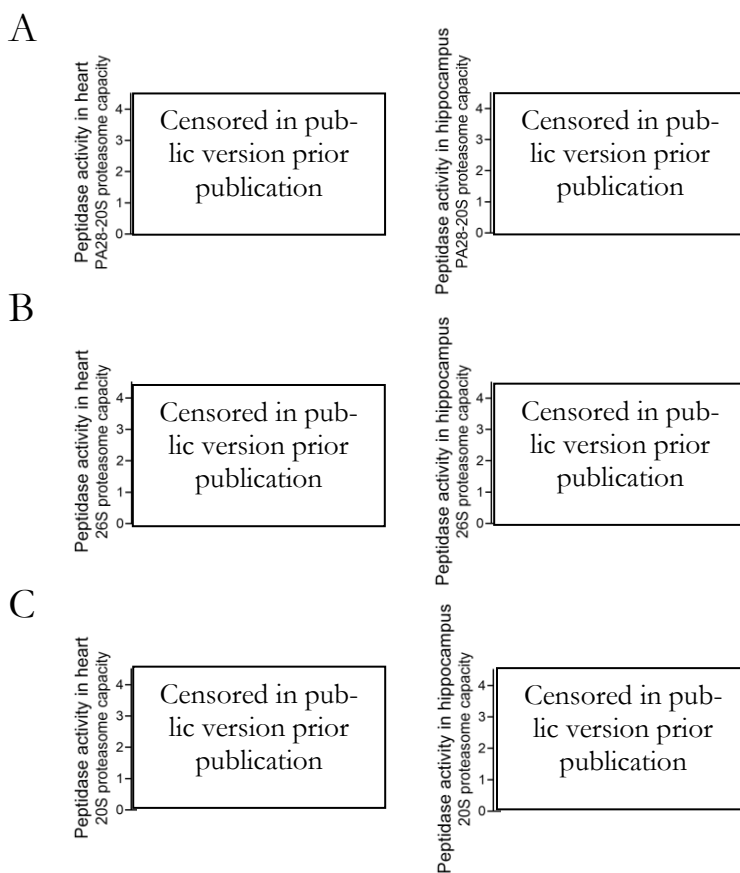 A
Peptidase activity in heart
PA28-20S proteasome capacity
4
3
2
1
0
Censored in pub-
lic version prior
publication
Peptidase activity in hippocampus
PA28-20S proteasome capacity
4
3
2
1
0
Censored in pub-
lic version prior
publication
B
Peptidase activity in heart
26S proteasome capacity
4
3
2
1
0
Censored in pub-
lic version prior
publication
Peptidase activity in hippocampus
26S proteasome capacity
4
3
2
1
0
Censored in pub-
lic version prior
publication
C
Peptidase activity in heart
20S proteasome capacity
4
3
2
1
0
Censored in pub-
lic version prior
publication
Peptidase activity in hippocampus
20S proteasome capacity
4
3
2
1
0
Censored in pub-
lic version prior
publication